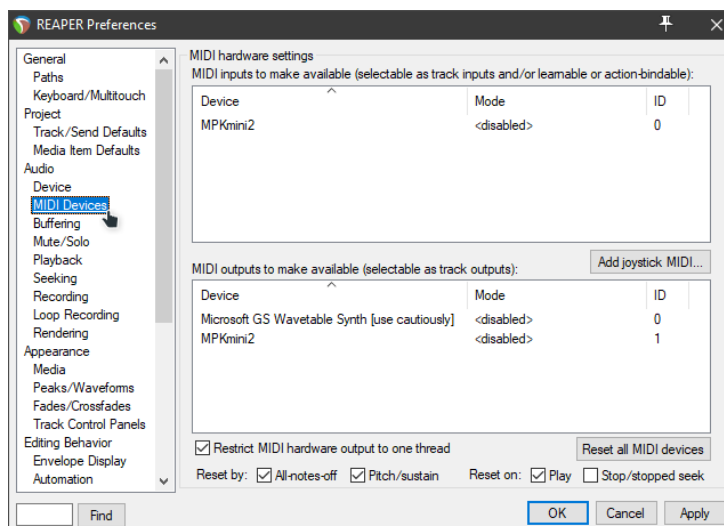 REAPER Preferences
General
Paths
Keyboard/Multitouch
Project
Track/Send Defaults
Media Item Defaults
Audio
Device
MIDI Devices
Buffering
Mute/Solo
Playback
Seeking
Recording
Loop Recording
Rendering
Appearance
Media
Peaks/Waveforms
Fades/Crossfades
Track Control Panels
Editing Behavior
Envelope Display
Automation
Find
MIDI hardware settings
MIDI inputs to make available (selectable as track inputs and/or learnable or action-bindable):
Device Mode ID
MPKmini2 <disabled> 0
Add joystick MIDI...
MIDI outputs to make available (selectable as track outputs):
Device Mode ID
Microsoft GS Wavetable Synth [use cautiously] <disabled> 0
MPKmini2 <disabled> 1
Restrict MIDI hardware output to one thread Reset all MIDI devices
Reset by: All-notes-off Pitch/sustain Reset on: Play Stop/stopped seek
OK Cancel Apply